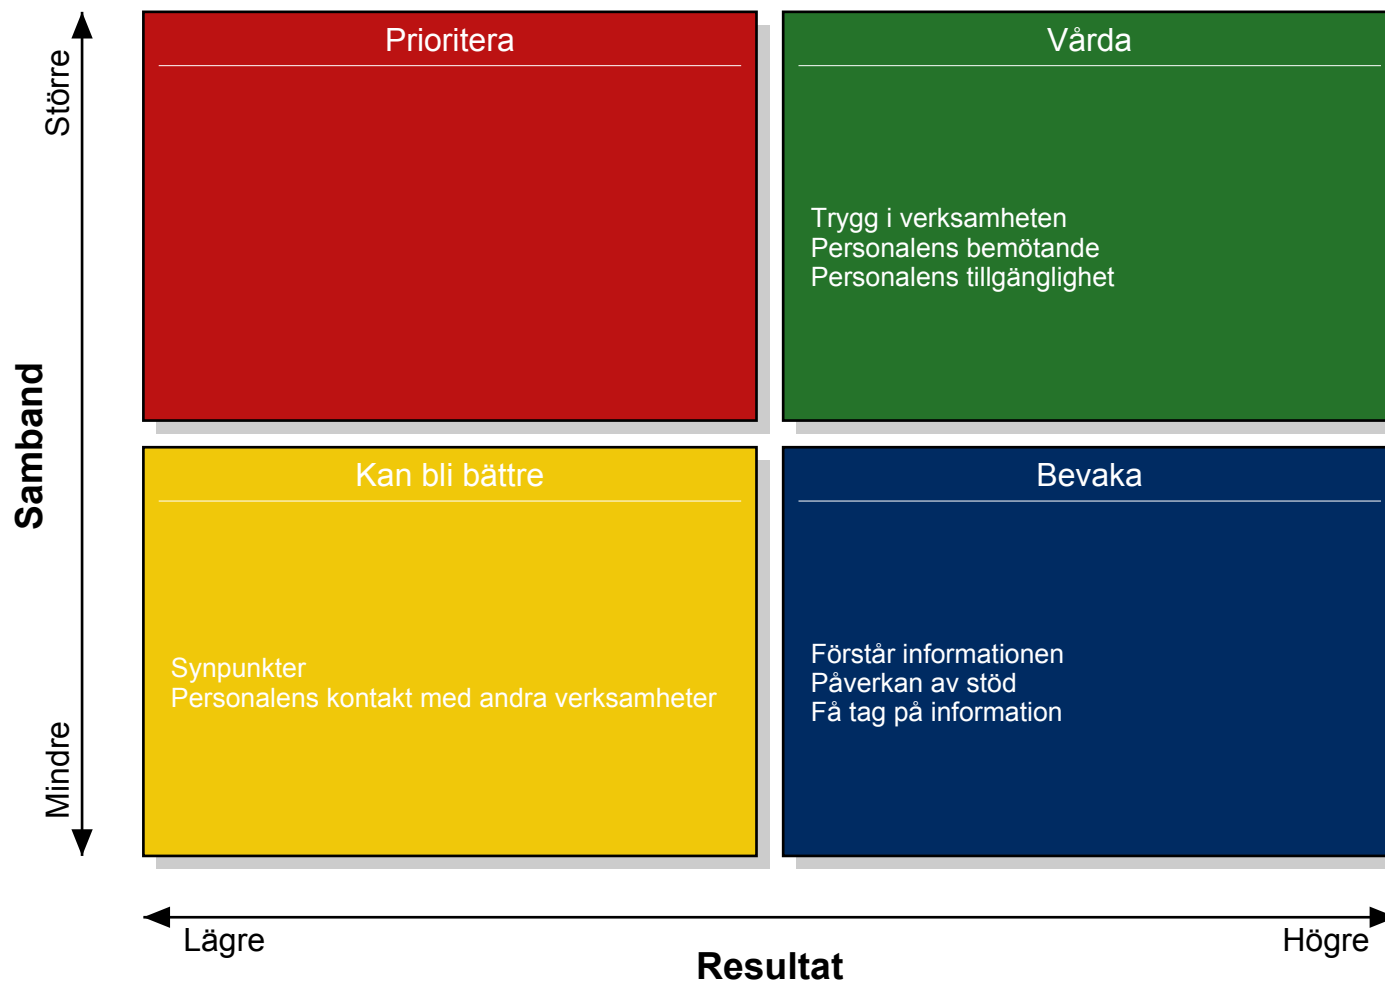 Större
Samband
Mindre
Prioritera
Vårda
Trygg i verksamheten
Personalens bemötande
Personalens tillgänglighet
Kan bli bättre
Synpunkter
Personalens kontakt med andra verksamheter
Bevaka
Förstår informationen
Påverkan av stöd
Få tag på information
Lägre
Högre
Resultat